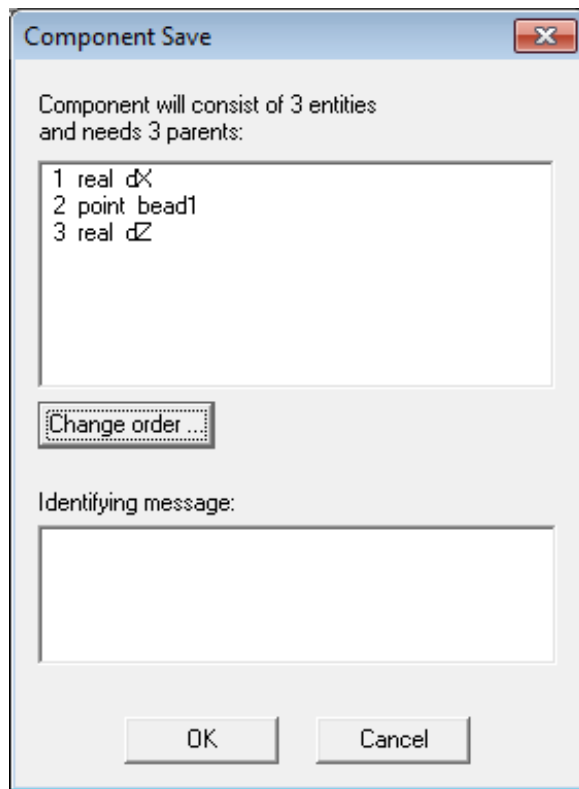 Component Save
Component will consist of 3 entities
and needs 3 parents:
1 real dX
2 point bead1
3 real dZ
Change order ...
Identifying message:
OK
Cancel